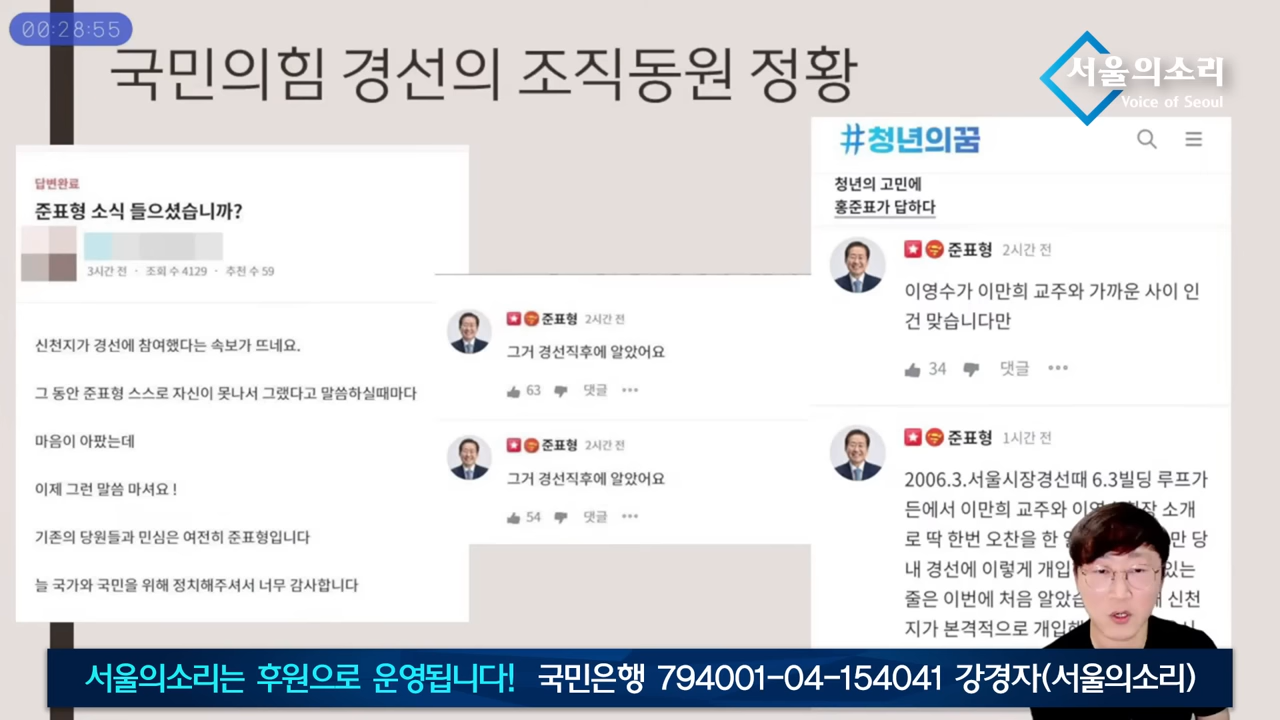 00:28:55
국민의힘 경선의 조직동원 정황
서울의소리
Voice of Seoul
답변완료
준표형 소식 들으셨습니까?
3시간 전 · 조회 수 4129 · 추천 수 59
신천지가 경선에 참여했다는 속보가 뜨네요.
그 동안 준표형 스스로 자신이 못나서 그랬다고 말씀하실때마다
마음이 아팠는데
이제 그런 말씀 마셔요 !
기존의 당원들과 민심은 여전히 준표형입니다
늘 국가와 국민을 위해 정치해주셔서 너무 감사합니다
준표형 2시간 전
그거 경선직후에 알았어요
63 댓글 •••
준표형 2시간 전
그거 경선직후에 알았어요
54 댓글 •••
#청년의꿈
청년의 고민에
홍준표가 답하다
준표형 2시간 전
이영수가 이만희 교주와 가까운 사이 인
건 맞습니다만
34 댓글 •••
준표형 1시간 전
2006.3.서울시장경선때 6.3빌딩 루프가
든에서 이만희 교주와 소개
로 딱 한번 오찬을 한 당
내 경선에 이렇게 있는
줄은 이번에 처음 신천
지가 본격적으로
서울의소리는 후원으로 운영됩니다! 국민은행 794001-04-154041 강경자(서울의소리)